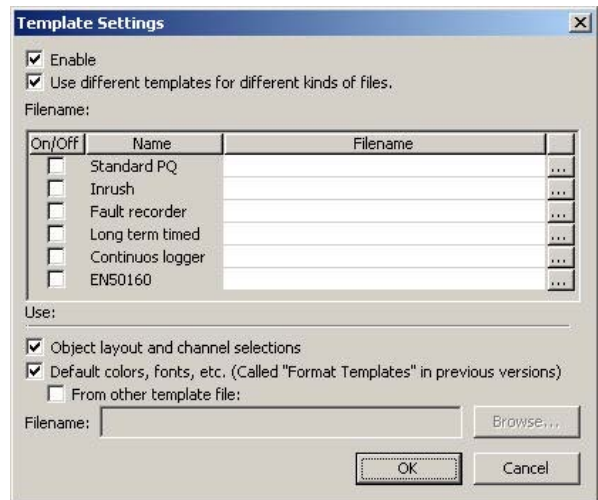 Template Settings
Enable
Use different templates for different kinds of files.
Filename:
On/Off Name Filename
Standard PQ ...
Inrush ...
Fault recorder ...
Long term timed ...
Continuos logger ...
EN50160 ...
Use:
Object layout and channel selections
Default colors, fonts, etc. (Called "Format Templates" in previous versions)
From other template file:
Filename: Browse...
OK Cancel